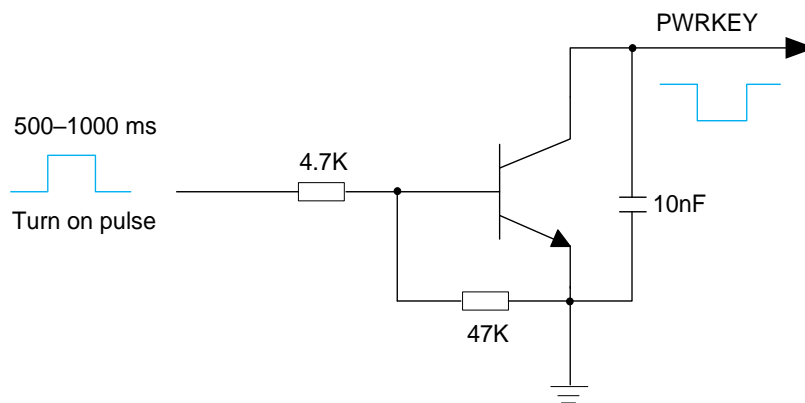 PWRKEY
500–1000 ms
4.7K
Turn on pulse
10nF
47K